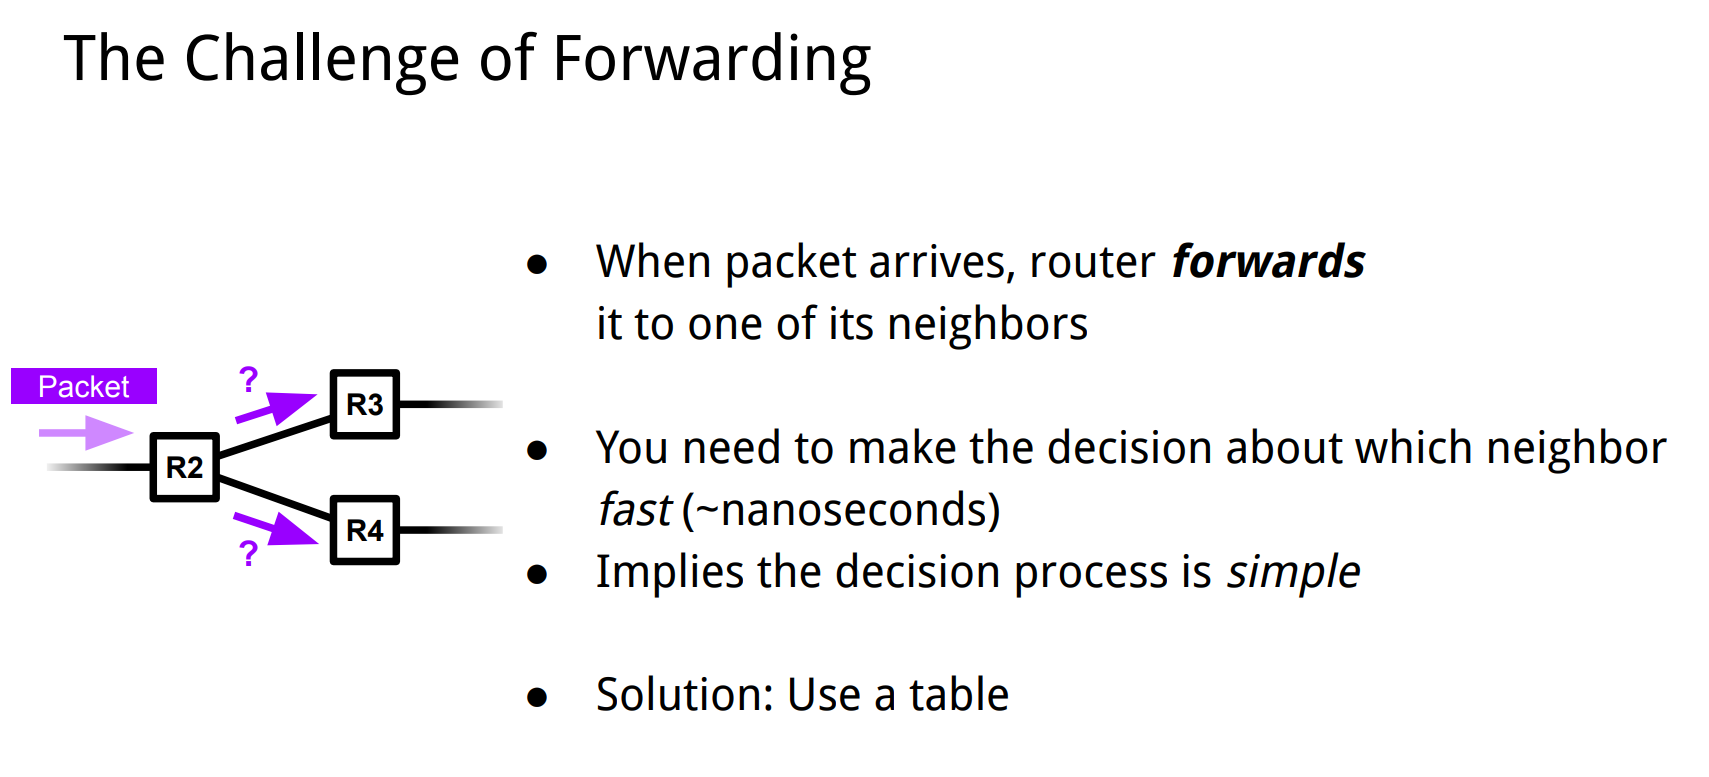 The Challenge of Forwarding
● When packet arrives, router forwards
it to one of its neighbors
● You need to make the decision about which neighbor
fast (~nanoseconds)
● Implies the decision process is simple
● Solution: Use a table
Packet
?
R3
R2
R4
?